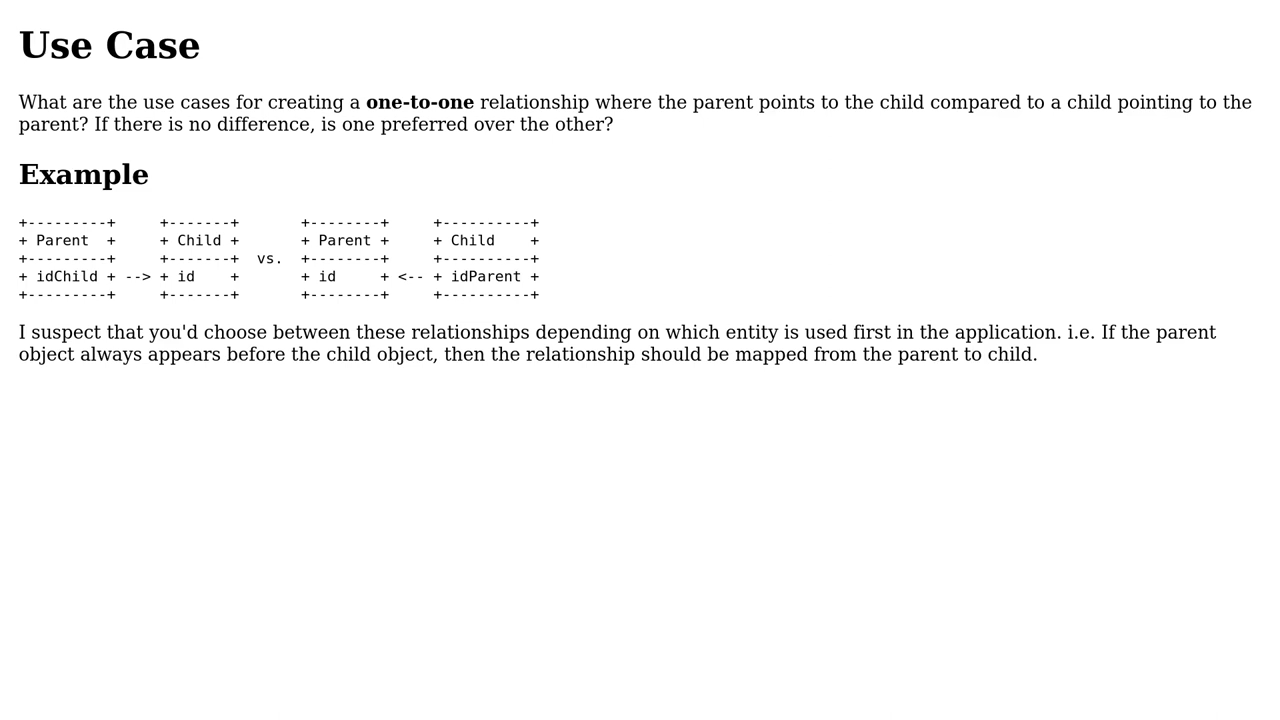 Use Case
What are the use cases for creating a one-to-one relationship where the parent points to the child compared to a child pointing to the
parent? If there is no difference, is one preferred over the other?
Example
+---------+     +-------+       +--------+     +----------+
+ Parent  +     + Child +       + Parent +     + Child    +
+---------+     +-------+  vs.  +--------+     +----------+
+ idChild + --> + id    +       + id     + <-- + idParent +
+---------+     +-------+       +--------+     +----------+
I suspect that you'd choose between these relationships depending on which entity is used first in the application. i.e. If the parent
object always appears before the child object, then the relationship should be mapped from the parent to child.